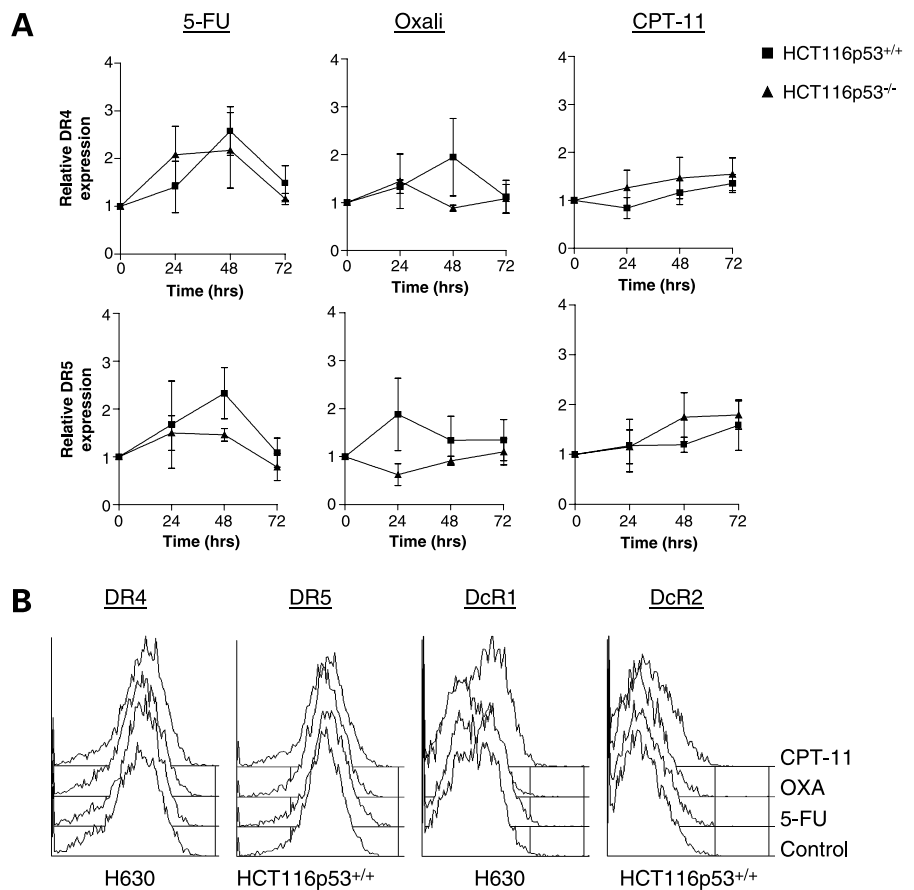 A
5-FU Oxali CPT-11
HCT116p53+/+
HCT116p53-/-
Relative DR4
expression
4 3 2 1 0
0 24 48 72
Time (hrs)
4 3 2 1 0
0 24 48 72
Time (hrs)
4 3 2 1 0
0 24 48 72
Time (hrs)
Relative DR5
expression
4 3 2 1 0
0 24 48 72
Time (hrs)
4 3 2 1 0
0 24 48 72
Time (hrs)
4 3 2 1 0
0 24 48 72
Time (hrs)
B
DR4 DR5 DcR1 DcR2
CPT-11
OXA
5-FU
Control
H630 HCT116p53+/+ H630 HCT116p53+/+